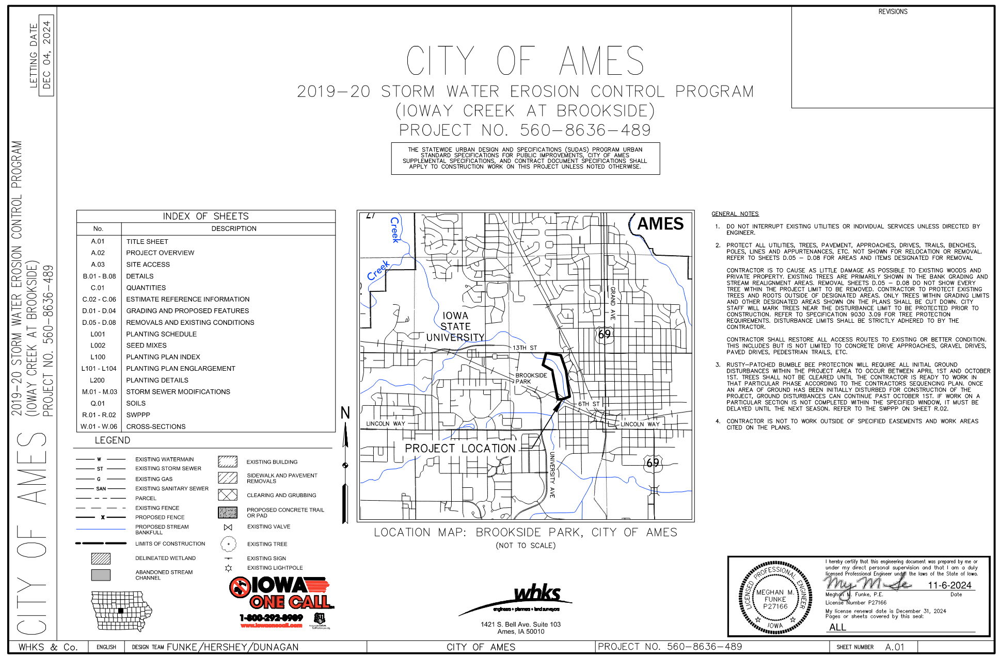 REVISIONS
LETTING DATE
DEC 04, 2024
CITY OF AMES
2019-20 STORM WATER EROSION CONTROL PROGRAM
(IOWAY CREEK AT BROOKSIDE)
PROJECT NO. 560-8636-489
THE STATEWIDE URBAN DESIGN AND SPECIFICATIONS (SUDAS) PROGRAM URBAN
STANDARD SPECIFICATIONS FOR PUBLIC IMPROVEMENTS, CITY OF AMES
SUPPLEMENTAL SPECIFICATIONS, AND CONTRACT DOCUMENT SPECIFICATIONS SHALL
APPLY TO CONSTRUCTION WORK ON THIS PROJECT UNLESS NOTED OTHERWISE.
CITY OF AMES
2019-20 STORM WATER EROSION CONTROL PROGRAM
(IOWAY CREEK AT BROOKSIDE)
PROJECT NO. 560-8636-489
INDEX OF SHEETS
No. DESCRIPTION
A.01 TITLE SHEET
A.02 PROJECT OVERVIEW
A.03 SITE ACCESS
B.01 - B.08 DETAILS
C.01 QUANTITIES
C.02 - C.06 ESTIMATE REFERENCE INFORMATION
D.01 - D.04 GRADING AND PROPOSED FEATURES
D.05 - D.08 REMOVALS AND EXISTING CONDITIONS
L001 PLANTING SCHEDULE
L002 SEED MIXES
L100 PLANTING PLAN INDEX
L101 - L104 PLANTING PLAN ENGLARGEMENT
L200 PLANTING DETAILS
M.01 - M.03 STORM SEWER MODIFICATIONS
Q.01 SOILS
R.01 - R.02 SWPPP
W.01 - W.06 CROSS-SECTIONS
LEGEND
W EXISTING WATERMAIN
ST EXISTING STORM SEWER
G EXISTING GAS
SAN EXISTING SANITARY SEWER
PARCEL
EXISTING FENCE
X PROPOSED FENCE
PROPOSED STREAM
BANKFULL
LIMITS OF CONSTRUCTION
DELINEATED WETLAND
ABANDONED STREAM
CHANNEL
EXISTING BUILDING
SIDEWALK AND PAVEMENT
REMOVALS
CLEARING AND GRUBBING
PROPOSED CONCRETE TRAIL
OR PAD
EXISTING VALVE
EXISTING TREE
EXISTING SIGN
EXISTING LIGHTPOLE
IOWA
ONE CALL
1-800-292-8989
www.iowaonecall.com
N
27
Creek
Creek
AMES
GRAND AVE
IOWA
STATE
UNIVERSITY
69
13TH ST
BROOKSIDE
PARK
6TH ST
LINCOLN WAY
LINCOLN WAY
PROJECT LOCATION
UNIVERSITY AVE
69
LOCATION MAP: BROOKSIDE PARK, CITY OF AMES
(NOT TO SCALE)
whks
engineers + planners + land surveyors
1421 S. Bell Ave. Suite 103
Ames, IA 50010
GENERAL NOTES
1. DO NOT INTERRUPT EXISTING UTILITIES OR INDIVIDUAL SERVICES UNLESS DIRECTED BY
ENGINEER.
2. PROTECT ALL UTILITIES, TREES, PAVEMENT, APPROACHES, DRIVES, TRAILS, BENCHES,
POLES, LINES AND APPURTENANCES, ETC. NOT SHOWN FOR RELOCATION OR REMOVAL.
REFER TO SHEETS D.05 - D.08 FOR AREAS AND ITEMS DESIGNATED FOR REMOVAL
CONTRACTOR IS TO CAUSE AS LITTLE DAMAGE AS POSSIBLE TO EXISTING WOODS AND
PRIVATE PROPERTY. EXISTING TREES ARE PRIMARILY SHOWN IN THE BANK GRADING AND
STREAM REALIGNMENT AREAS. REMOVAL SHEETS D.05 - D.08 DO NOT SHOW EVERY
TREE WITHIN THE PROJECT LIMIT TO BE REMOVED. CONTRACTOR TO PROTECT EXISTING
TREES AND ROOTS OUTSIDE OF DESIGNATED AREAS. ONLY TREES WITHIN GRADING LIMITS
AND OTHER DESIGNATED AREAS SHOWN ON THE PLANS SHALL BE CUT DOWN. CITY
STAFF WILL MARK TREES NEAR THE DISTURBANCE LIMIT TO BE PROTECTED PRIOR TO
CONSTRUCTION. REFER TO SPECIFICATION 9030 3.09 FOR TREE PROTECTION
REQUIREMENTS. DISTURBANCE LIMITS SHALL BE STRICTLY ADHERED TO BY THE
CONTRACTOR.
CONTRACTOR SHALL RESTORE ALL ACCESS ROUTES TO EXISTING OR BETTER CONDITION.
THIS INCLUDES BUT IS NOT LIMITED TO CONCRETE DRIVE APPROACHES, GRAVEL DRIVES,
PAVED DRIVES, PEDESTRIAN TRAILS, ETC.
3. RUSTY-PATCHED BUMBLE BEE PROTECTION WILL REQUIRE ALL INITIAL GROUND
DISTURBANCES WITHIN THE PROJECT AREA TO OCCUR BETWEEN APRIL 1ST AND OCTOBER
1ST. TREES SHALL NOT BE CLEARED UNTIL THE CONTRACTOR IS READY TO WORK IN
THAT PARTICULAR PHASE ACCORDING TO THE CONTRACTORS SEQUENCING PLAN. ONCE
AN AREA OF GROUND HAS BEEN INITIALLY DISTURBED FOR CONSTRUCTION OF THE
PROJECT, GROUND DISTURBANCES CAN CONTINUE PAST OCTOBER 1ST. IF WORK ON A
PARTICULAR SECTION IS NOT COMPLETED WITHIN THE SPECIFIED WINDOW, IT MUST BE
DELAYED UNTIL THE NEXT SEASON. REFER TO THE SWPPP ON SHEET R.02.
4. CONTRACTOR IS NOT TO WORK OUTSIDE OF SPECIFIED EASEMENTS AND WORK AREAS
CITED ON THE PLANS.
LICENSED PROFESSIONAL ENGINEER
MEGHAN M.
FUNKE
P27166
IOWA
I hereby certify that this engineering document was prepared by me or
under my direct personal supervision and that I am a duly
licensed Professional Engineer under the laws of the State of Iowa.
11-6-2024
Meghan M. Funke, P.E. Date
License Number P27166
My license renewal date is December 31, 2024
Pages or sheets covered by this seal:
ALL
WHKS & Co. ENGLISH DESIGN TEAM FUNKE/HERSHEY/DUNAGAN CITY OF AMES PROJECT NO. 560-8636-489 SHEET NUMBER A.01